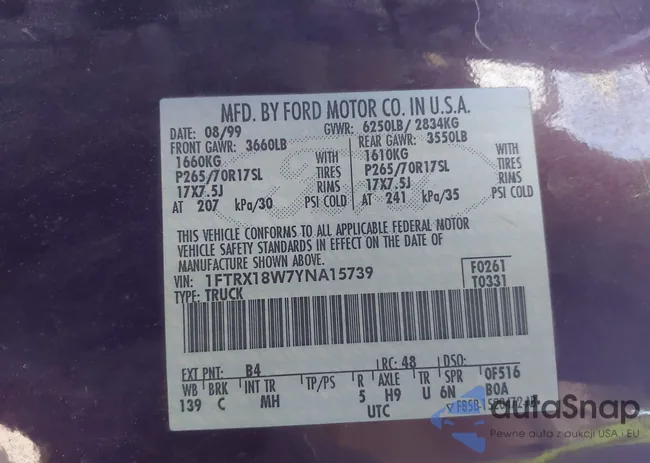 MFD. BY FORD MOTOR CO. IN U.S.A.
DATE: 08/99 GVWR: 6250LB/ 2834KG
FRONT GAWR: 3660LB REAR GAWR: 3550LB
1660KG WITH 1610KG WITH
P265/70R17SL TIRES P265/70R17SL TIRES
17X7.5J RIMS 17X7.5J RIMS
AT 207 kPa/30 PSI COLD AT 241 kPa/35 PSI COLD
THIS VEHICLE CONFORMS TO ALL APPLICABLE FEDERAL MOTOR
VEHICLE SAFETY STANDARDS IN EFFECT ON THE DATE OF
MANUFACTURE SHOWN ABOVE.
VIN: 1FTRX18W7YNA15739 F0261
TYPE: TRUCK T0331
EXT PNT: B4 RC: 48 DSO:
WB BRK INT TR TP/PS R AXLE TR SPR 0F516
139 C MH 5 H9 U 6N B0A
UTC
autaSnap
Pewne auta z aukcji USA i EU